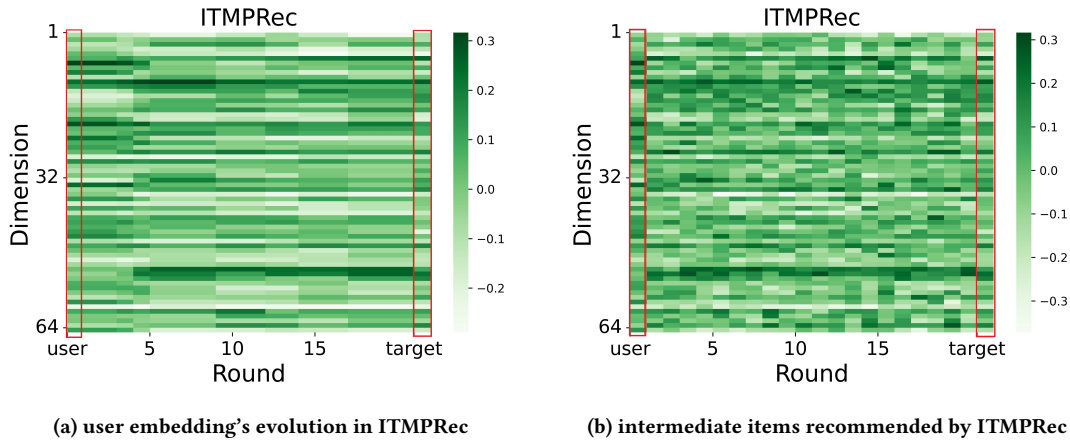 ITMPRec
1
32
64
Dimension
user 5 10 15 target
Round
0.3
0.2
0.1
0.0
−0.1
−0.2
(a) user embedding's evolution in ITMPRec
ITMPRec
1
32
64
Dimension
user 5 10 15 target
Round
0.3
0.2
0.1
0.0
−0.1
−0.2
−0.3
(b) intermediate items recommended by ITMPRec